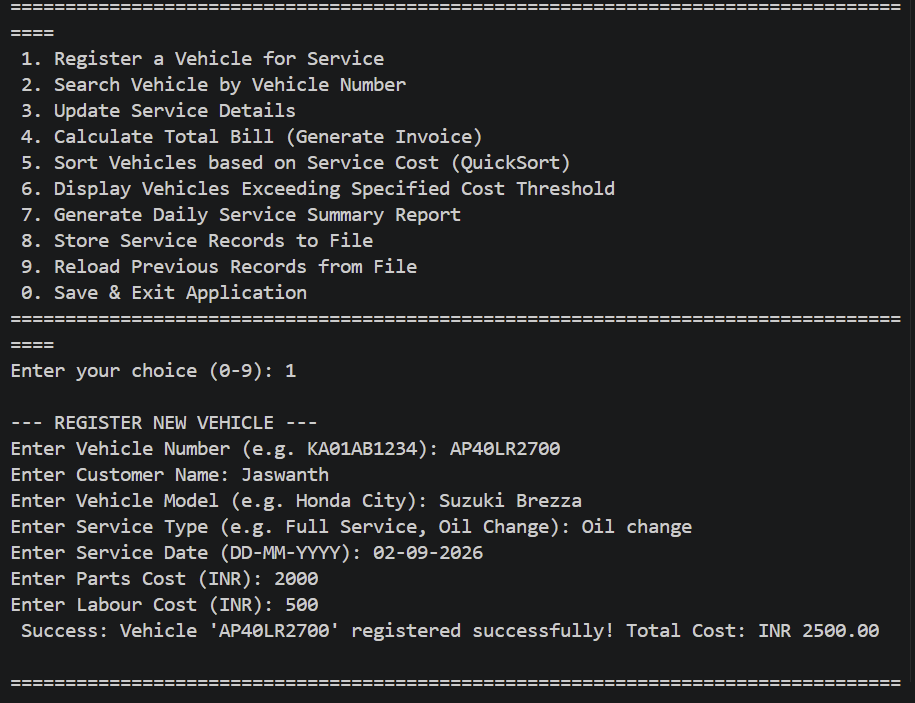 =================================================================================
====
1. Register a Vehicle for Service
2. Search Vehicle by Vehicle Number
3. Update Service Details
4. Calculate Total Bill (Generate Invoice)
5. Sort Vehicles based on Service Cost (QuickSort)
6. Display Vehicles Exceeding Specified Cost Threshold
7. Generate Daily Service Summary Report
8. Store Service Records to File
9. Reload Previous Records from File
0. Save & Exit Application
=================================================================================
====
Enter your choice (0-9): 1
--- REGISTER NEW VEHICLE ---
Enter Vehicle Number (e.g. KA01AB1234): AP40LR2700
Enter Customer Name: Jaswanth
Enter Vehicle Model (e.g. Honda City): Suzuki Brezza
Enter Service Type (e.g. Full Service, Oil Change): Oil change
Enter Service Date (DD-MM-YYYY): 02-09-2026
Enter Parts Cost (INR): 2000
Enter Labour Cost (INR): 500
Success: Vehicle 'AP40LR2700' registered successfully! Total Cost: INR 2500.00
=================================================================================